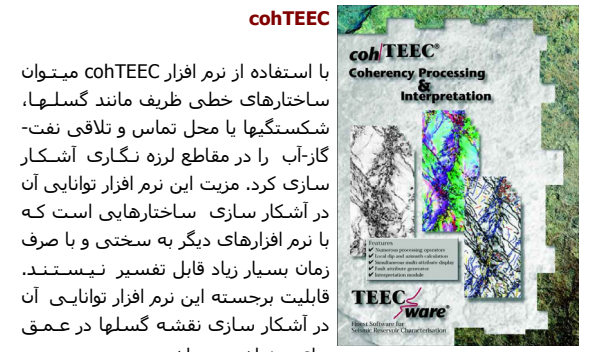 cohTEEC
با استفاده از نرم افزار cohTEEC میتوان
ساختارهای خطی ظریف مانند گسلها،
شکستگیها یا محل تماس و تلاقی نفت-
گاز-آب را در مقاطع لرزه نگاری آشکار
سازی کرد. مزیت این نرم افزار توانایی آن
در آشکار سازی ساختارهایی است که
با نرم افزارهای دیگر به سختی و با صرف
زمان بسیار زیاد قابل تفسیر نیستند.
قابلیت برجسته این نرم افزار توانایی آن
در آشکار سازی نقشه گسلها در عمق
coh TEEC®
Coherency Processing
&
Interpretation
Features
✔ Numerous processing operators
✔ Local dip and azimuth calculation
✔ Simultaneous multi-attribute display
✔ Fault attribute generator
✔ Interpretation module
TEEC
ware®
Finest Software for
Seismic Reservoir Characterisation